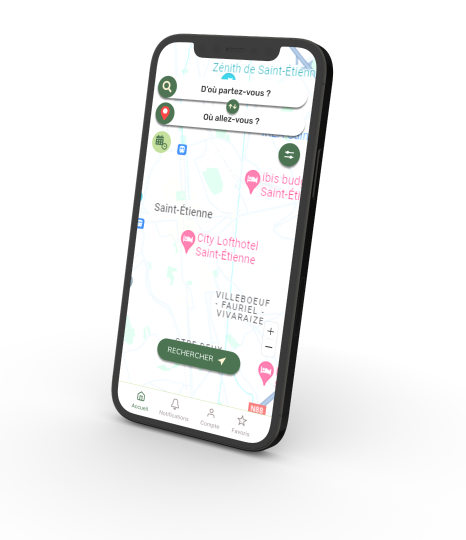 Zénith de Saint-Étienne
D'où partez-vous ?
Où allez-vous ?
ibis budg
Saint-Éti
Saint-Étienne
City Lofthotel
Saint-Étienne
VILLEBOEUF
- FAURIEL -
VIVARAIZE
+
−
RECHERCHER
N88
Accueil
Notifications
Compte
Favoris